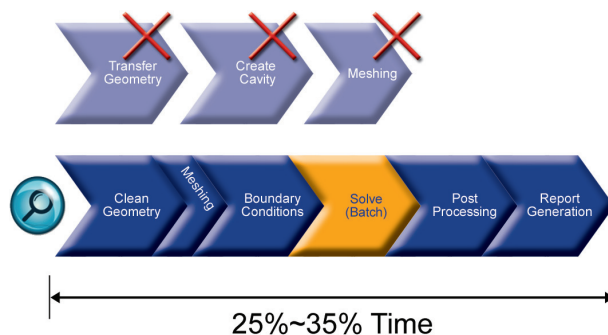 Transfer
Geometry
Create
Cavity
Meshing
Clean
Geometry
Meshing
Boundary
Conditions
Solve
(Batch)
Post
Processing
Report
Generation
25%~35% Time